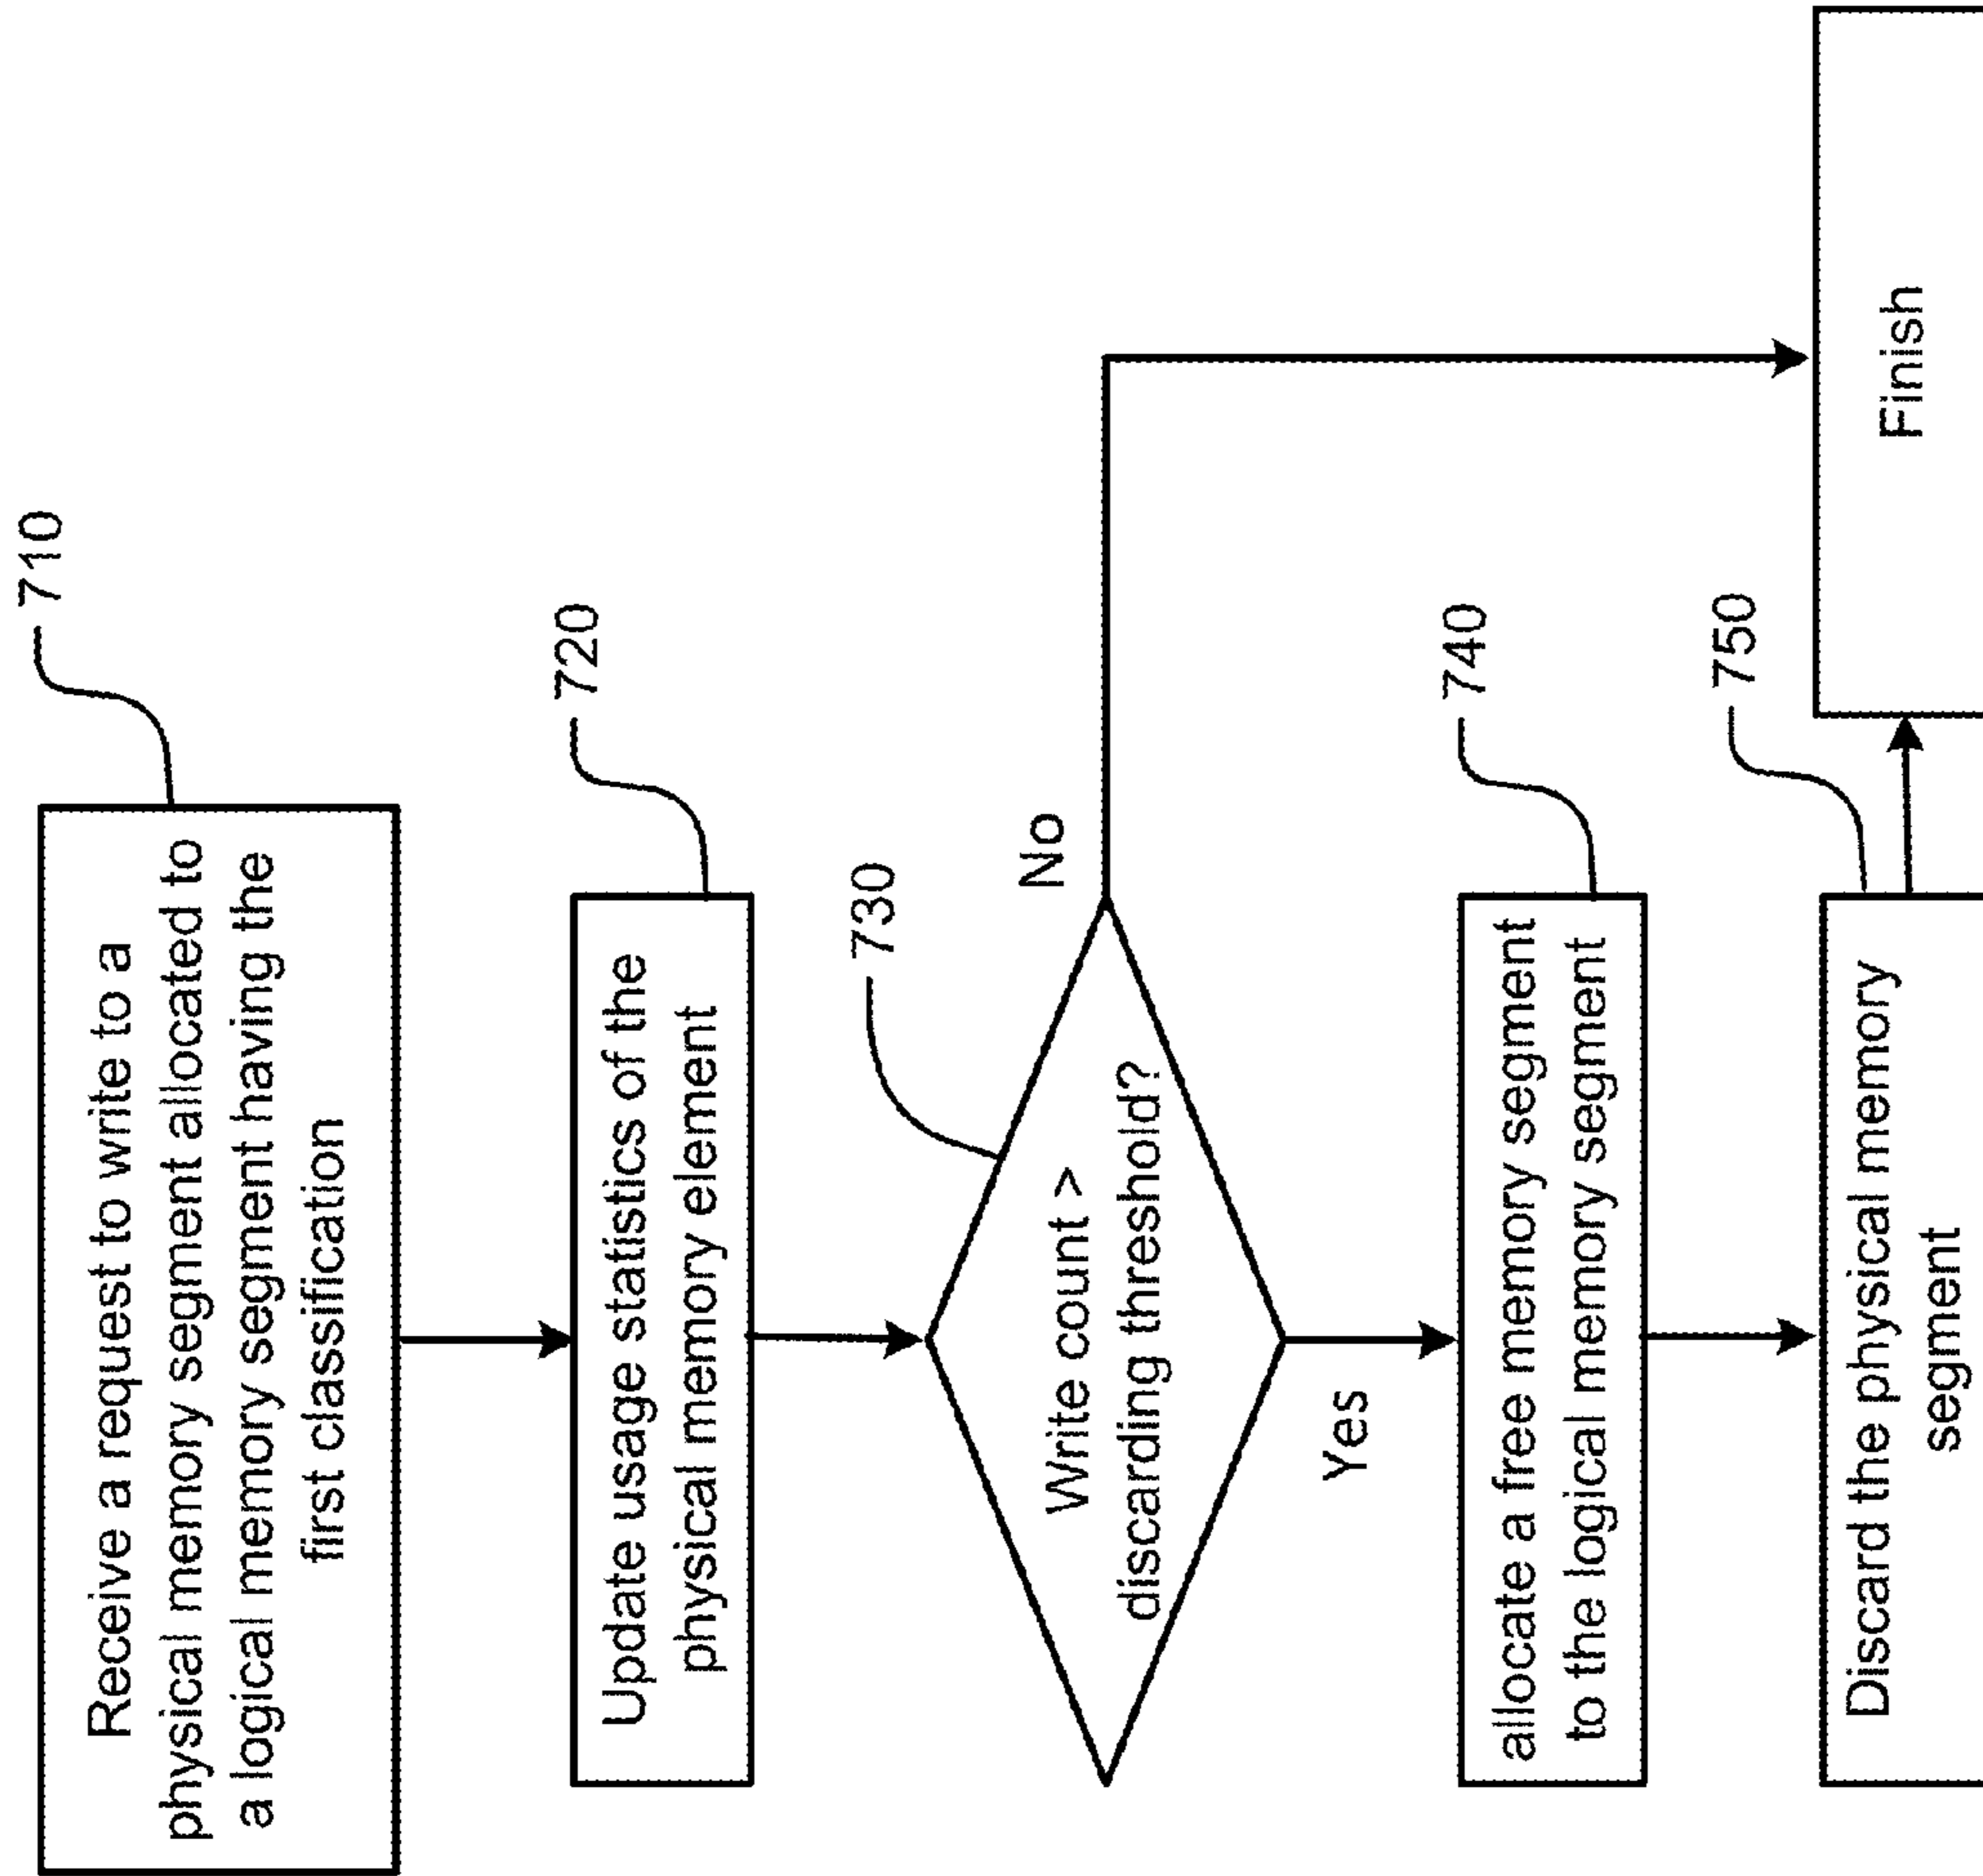 710
Receive a request to write to a
physical memory segment allocated to
a logical memory segment having the
first classification
720
Update usage statistics of the
physical memory element
730
Write count >
discarding threshold?
No
Yes
740
allocate a free memory segment
to the logical memory segment
750
Discard the physical memory
segment
Finish